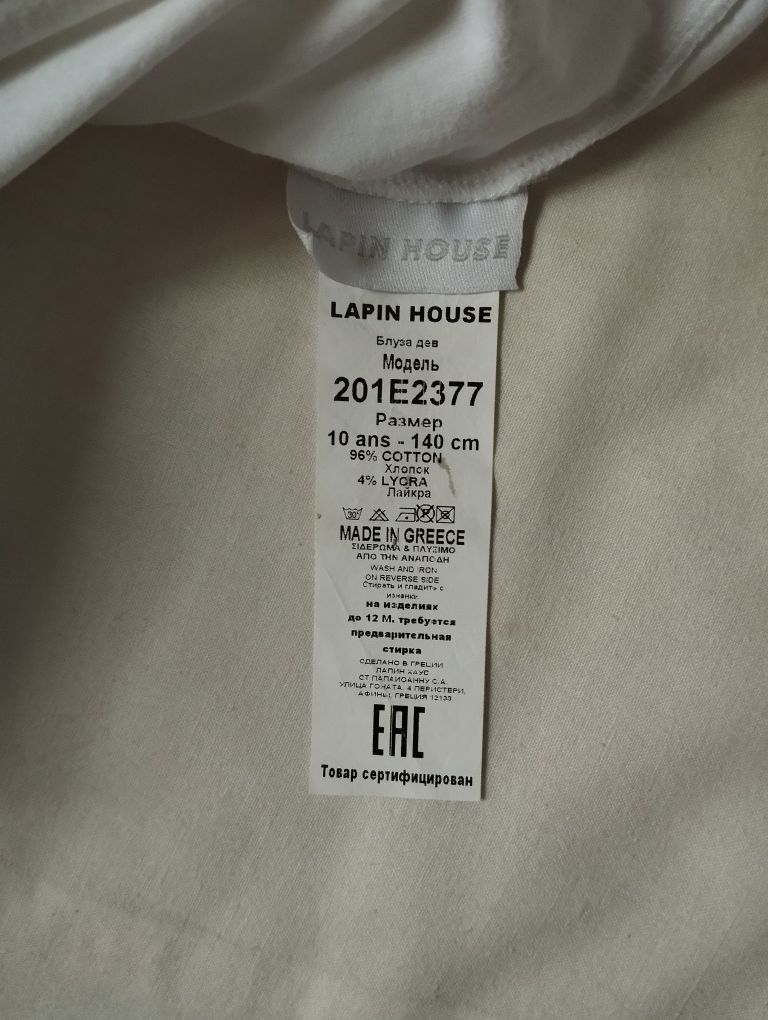 LAPIN HOUSE
LAPIN HOUSE
Блуза дев
Модель
201E2377
Размер
10 ans - 140 cm
96% COTTON
Хлопок
4% LYCRA
Лайкра
30°
MADE IN GREECE
ΣΙΔΕΡΩΜΑ & ΠΛΥΣΙΜΟ
ΑΠΟ ΤΗΝ ΑΝΑΠΟΔΗ
WASH AND IRON
ON REVERSE SIDE
Стирать и гладить с
изнанки
на изделиях
до 12 М. требуется
предварительная
стирка
СДЕЛАНО В ГРЕЦИИ
ЛАПИН ХАУС
СТ.ПАПАИОАННУ С.А.
УЛИЦА ГОНАТА, 4 ПЕРИСТЕРИ,
АФИНЫ, ГРЕЦИЯ 12133
EAC
Товар сертифицирован